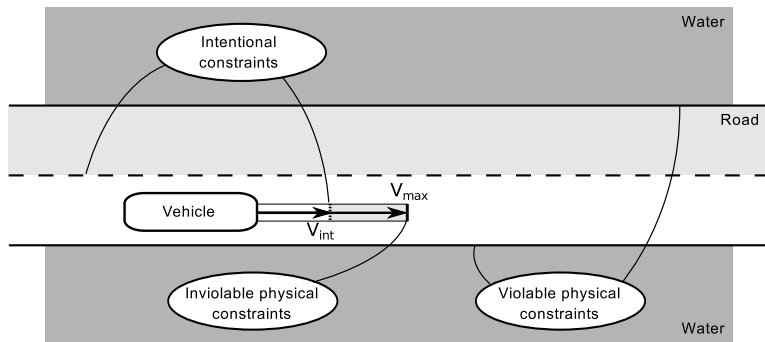 Water
Intentional
constraints
Road
Vmax
Vehicle
Vint
Inviolable physical
constraints
Violable physical
constraints
Water